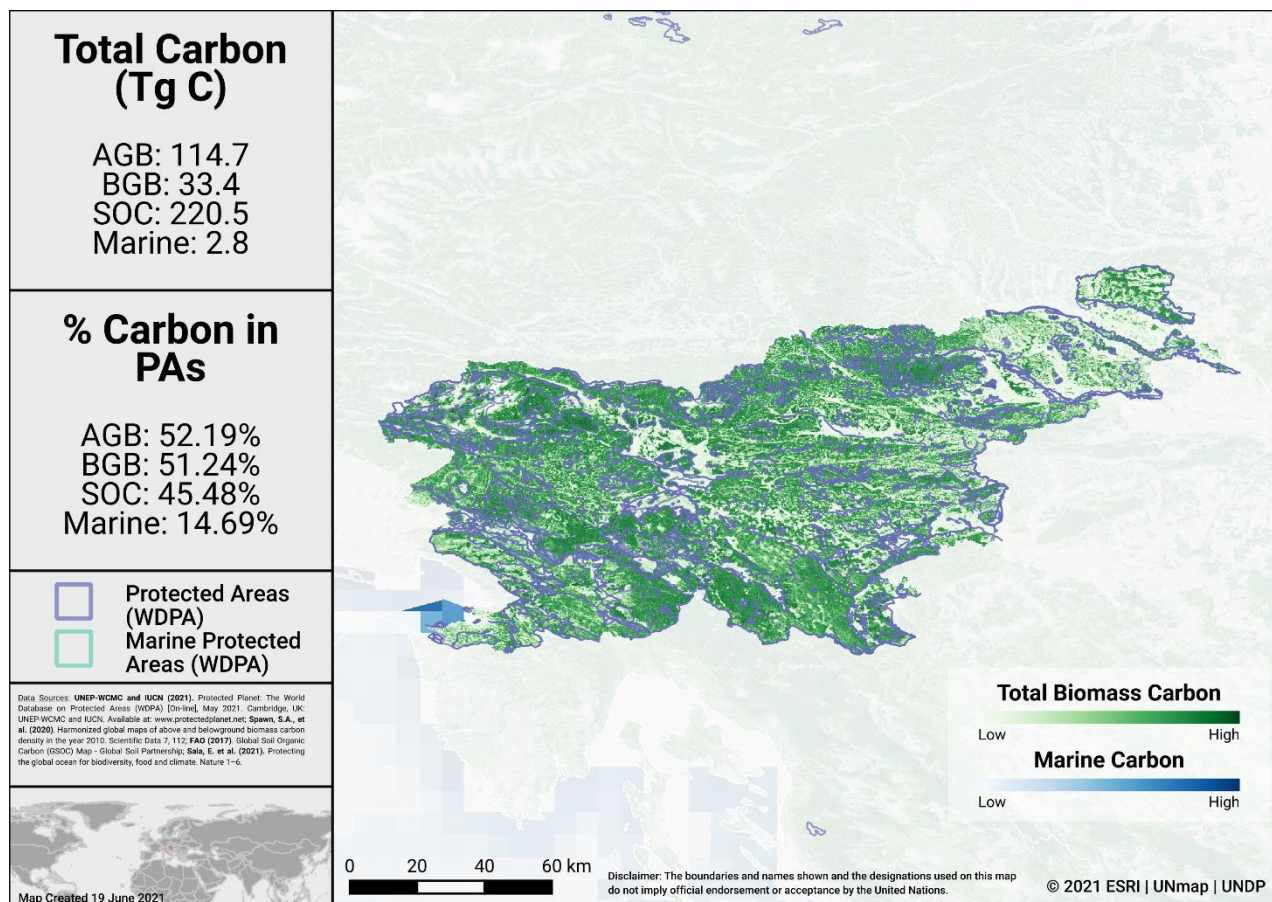 Total Carbon
(Tg C)
AGB: 114.7
BGB: 33.4
SOC: 220.5
Marine: 2.8
% Carbon in
PAs
AGB: 52.19%
BGB: 51.24%
SOC: 45.48%
Marine: 14.69%
Protected Areas
(WDPA)
Marine Protected
Areas (WDPA)
Data Sources: UNEP-WCMC and IUCN (2021). Protected Planet: The World
Database on Protected Areas (WDPA) [On-line], May 2021. Cambridge, UK:
UNEP-WCMC and IUCN. Available at: www.protectedplanet.net; Spawn, S.A., et
al. (2020). Harmonized global maps of above and belowground biomass carbon
density in the year 2010. Scientific Data 7, 112; FAO (2017). Global Soil Organic
Carbon (GSOC) Map - Global Soil Partnership; Sala, E. et al. (2021). Protecting
the global ocean for biodiversity, food and climate. Nature 1–6.
Map Created 19 June 2021
Total Biomass Carbon
Low High
Marine Carbon
Low High
0 20 40 60 km
Disclaimer: The boundaries and names shown and the designations used on this map
do not imply official endorsement or acceptance by the United Nations.
© 2021 ESRI | UNmap | UNDP